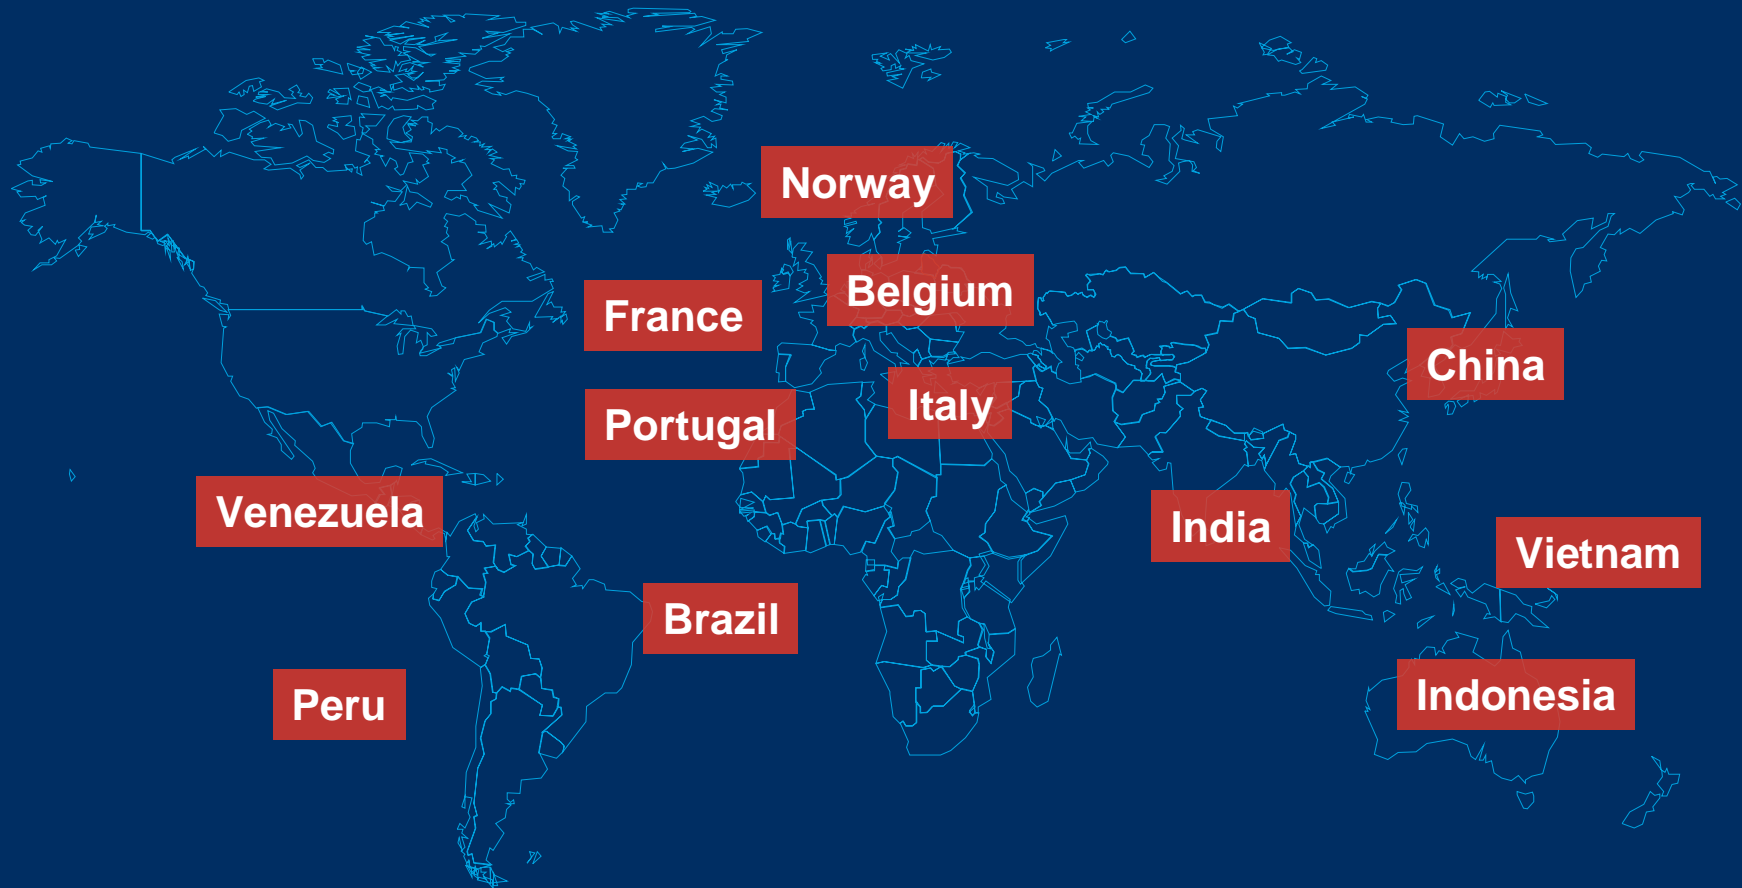 Norway
Belgium
France
China
Italy
Portugal
Venezuela
India
Vietnam
Brazil
Indonesia
Peru